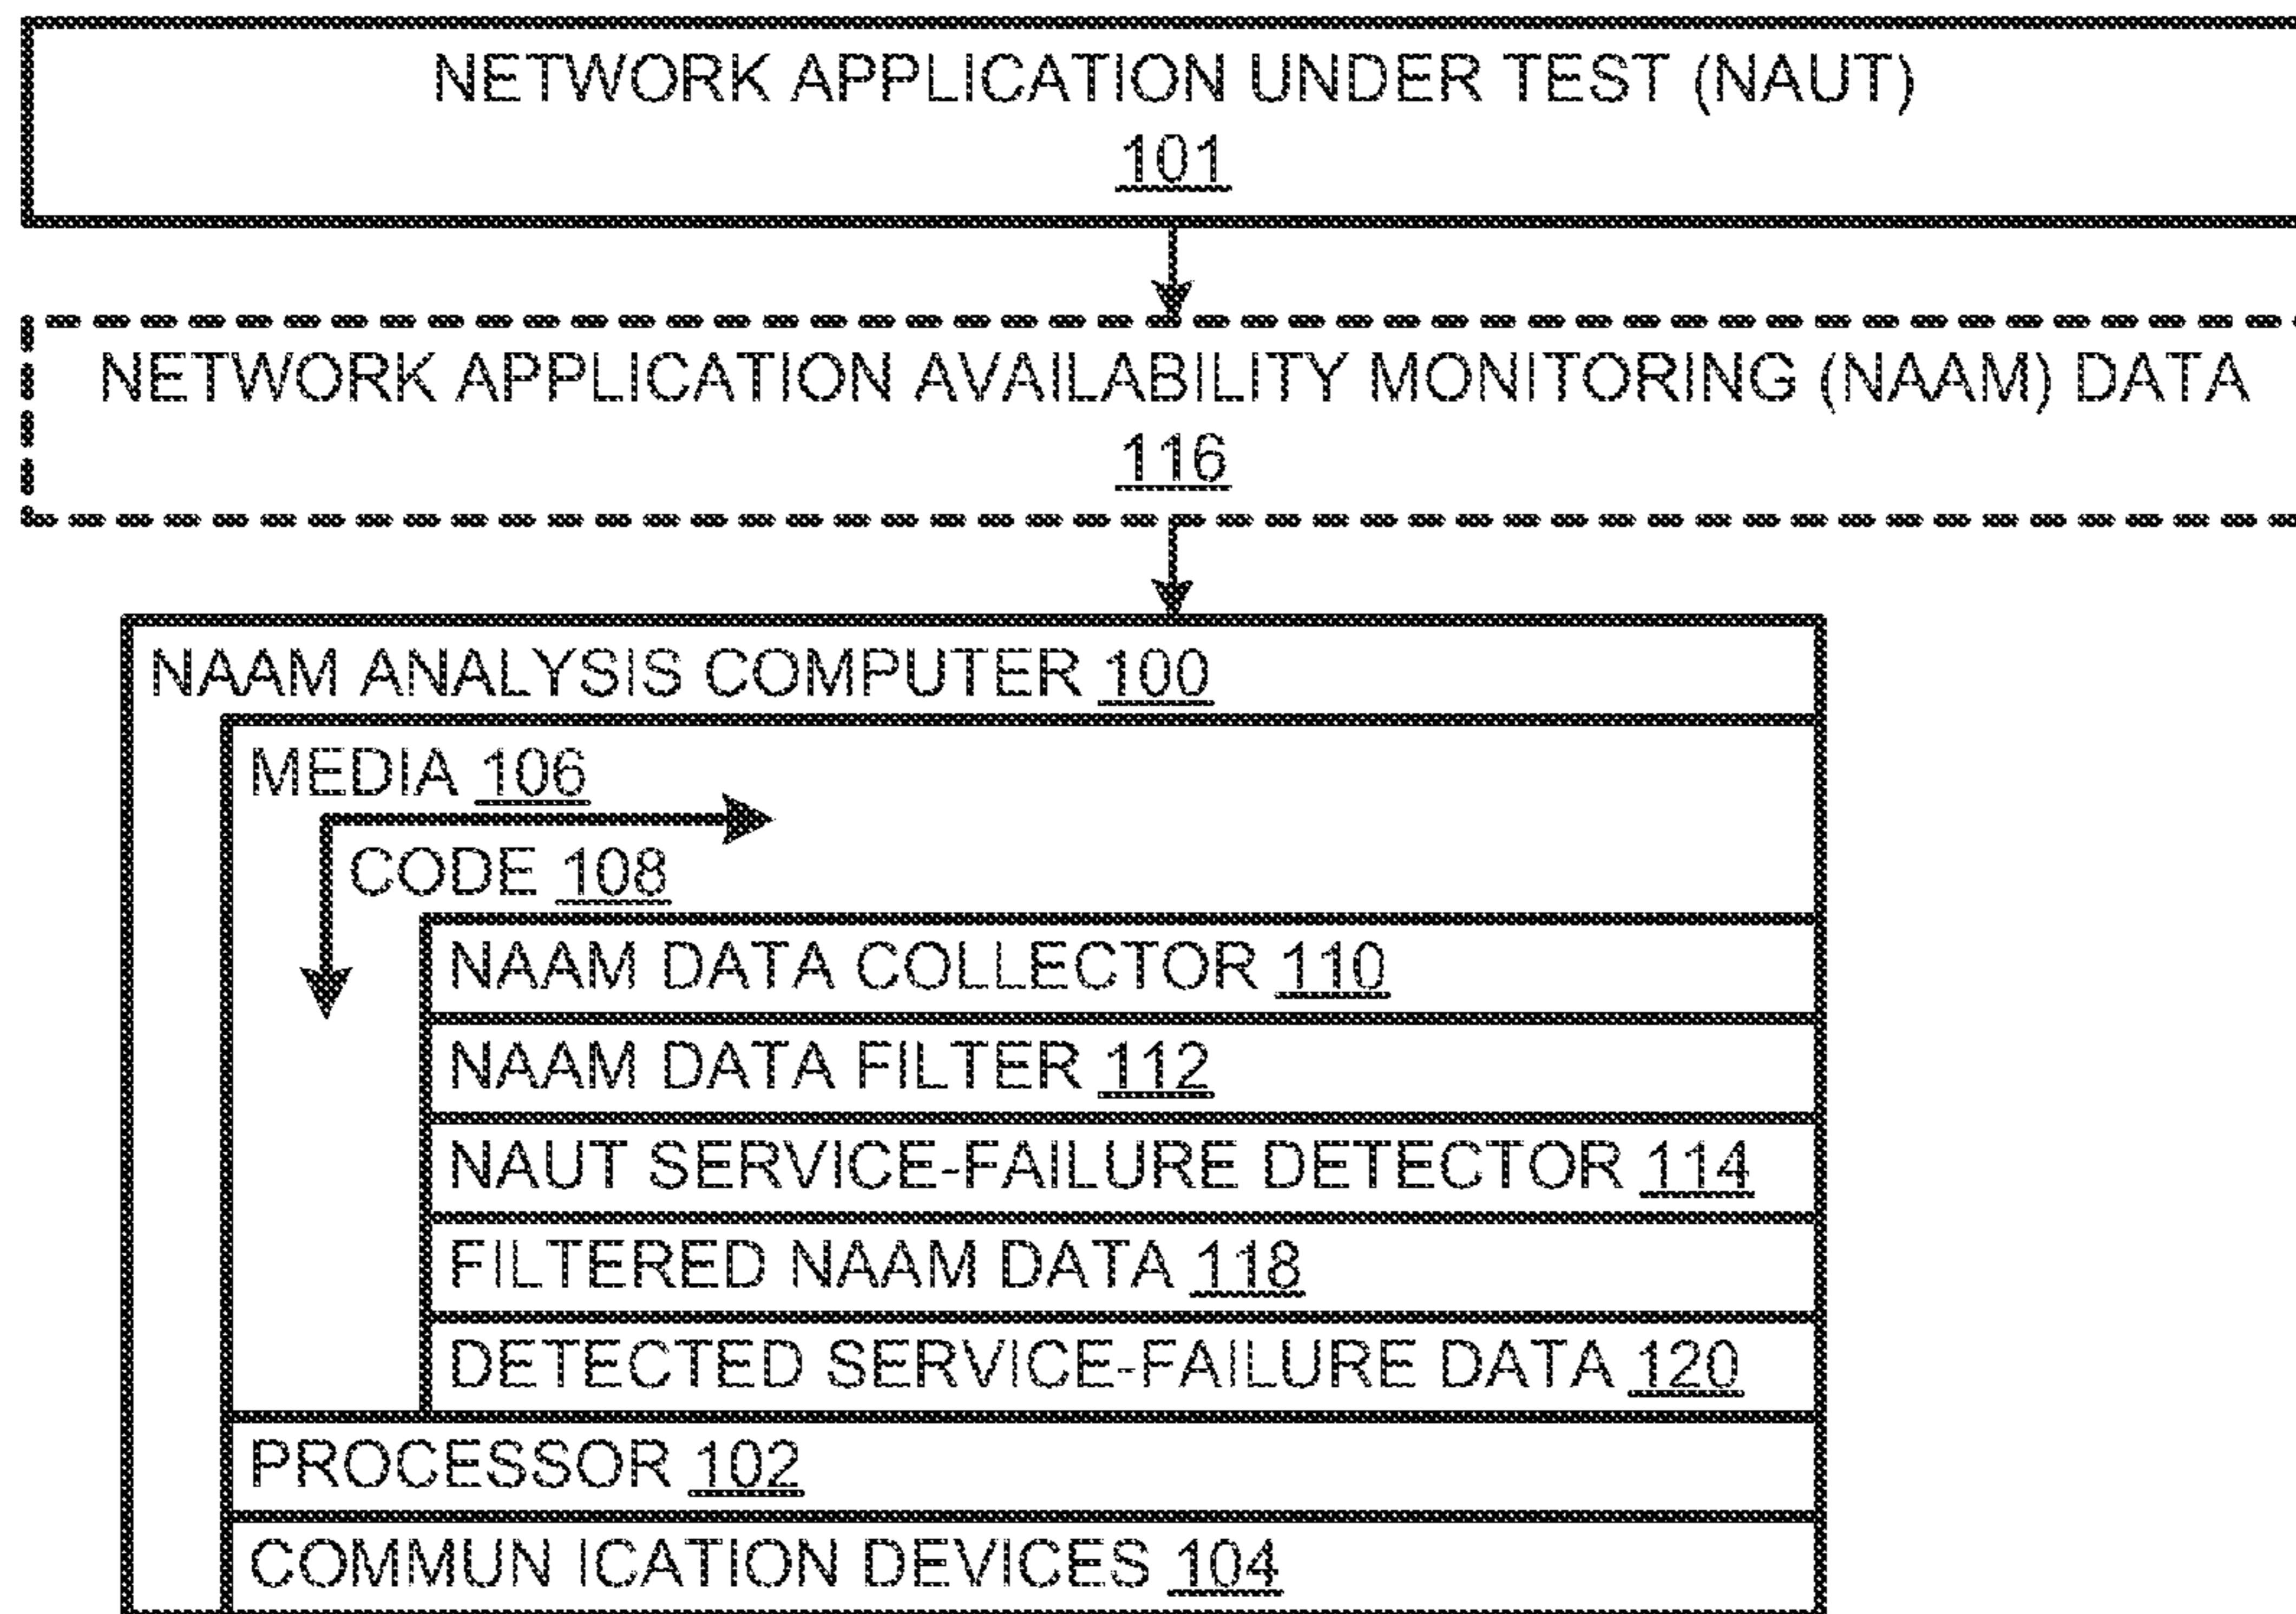 NETWORK APPLICATION UNDER TEST (NAUT)
101
NETWORK APPLICATION AVAILABILITY MONITORING (NAAM) DATA
116
NAAM ANALYSIS COMPUTER 100
MEDIA 106
CODE 108
NAAM DATA COLLECTOR 110
NAAM DATA FILTER 112
NAUT SERVICE-FAILURE DETECTOR 114
FILTERED NAAM DATA 118
DETECTED SERVICE-FAILURE DATA 120
PROCESSOR 102
COMMUN ICATION DEVICES 104